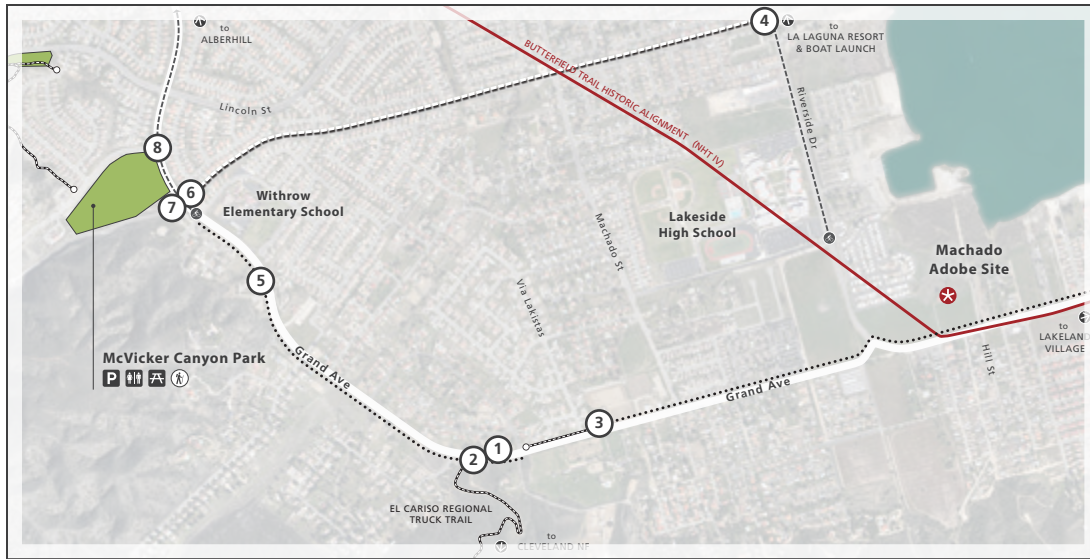 to
ALBERHILL
4
to
LA LAGUNA RESORT
& BOAT LAUNCH
BUTTERFIELD TRAIL HISTORIC ALIGNMENT (NHT IV)
Riverside Dr
Lincoln St
8
6
7
Withrow
Elementary School
Lakeside
High School
Machado St
Machado
Adobe Site
5
Via Lakistas
to
LAKELAND
VILLAGE
Hill St
McVicker Canyon Park
P
Grand Ave
Grand Ave
3
1
2
EL CARISO REGIONAL
TRUCK TRAIL
to
CLEVELAND NF